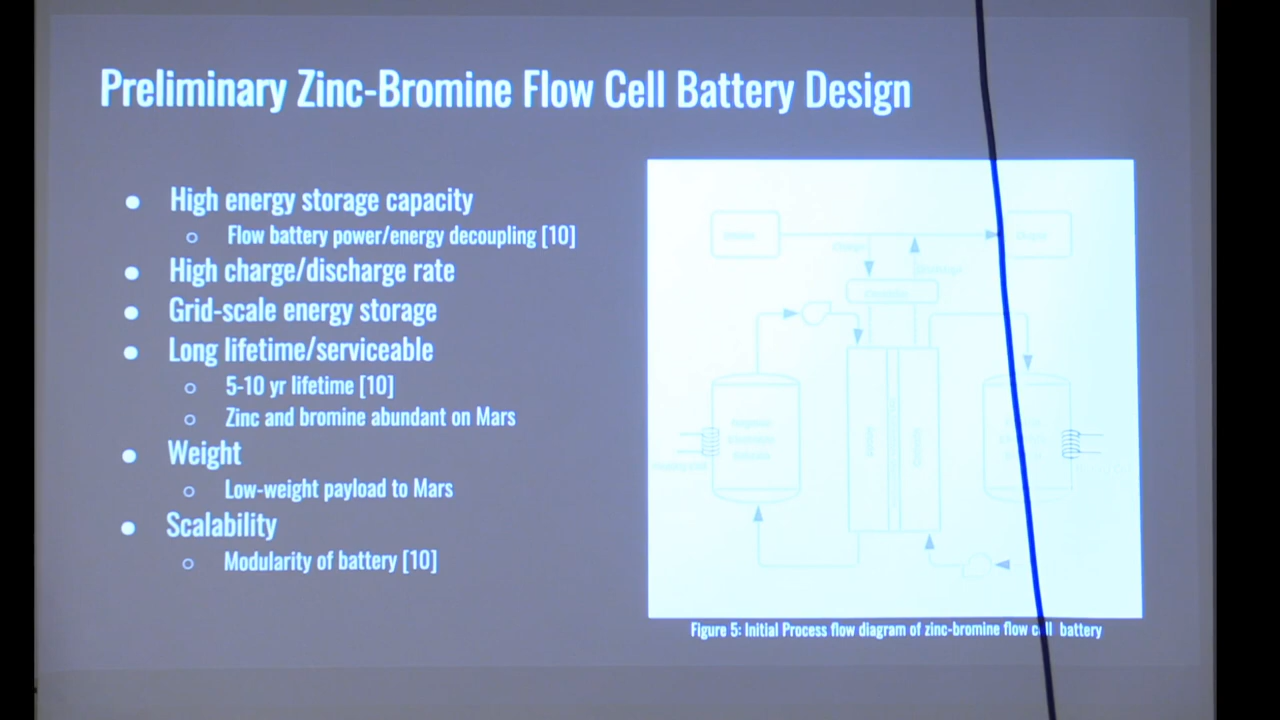 Preliminary Zinc-Bromine Flow Cell Battery Design
● High energy storage capacity
○ Flow battery power/energy decoupling [10]
● High charge/discharge rate
● Grid-scale energy storage
● Long lifetime/serviceable
○ 5-10 yr lifetime [10]
○ Zinc and bromine abundant on Mars
● Weight
○ Low-weight payload to Mars
● Scalability
○ Modularity of battery [10]
Figure 5: Initial Process flow diagram of zinc-bromine flow cell battery